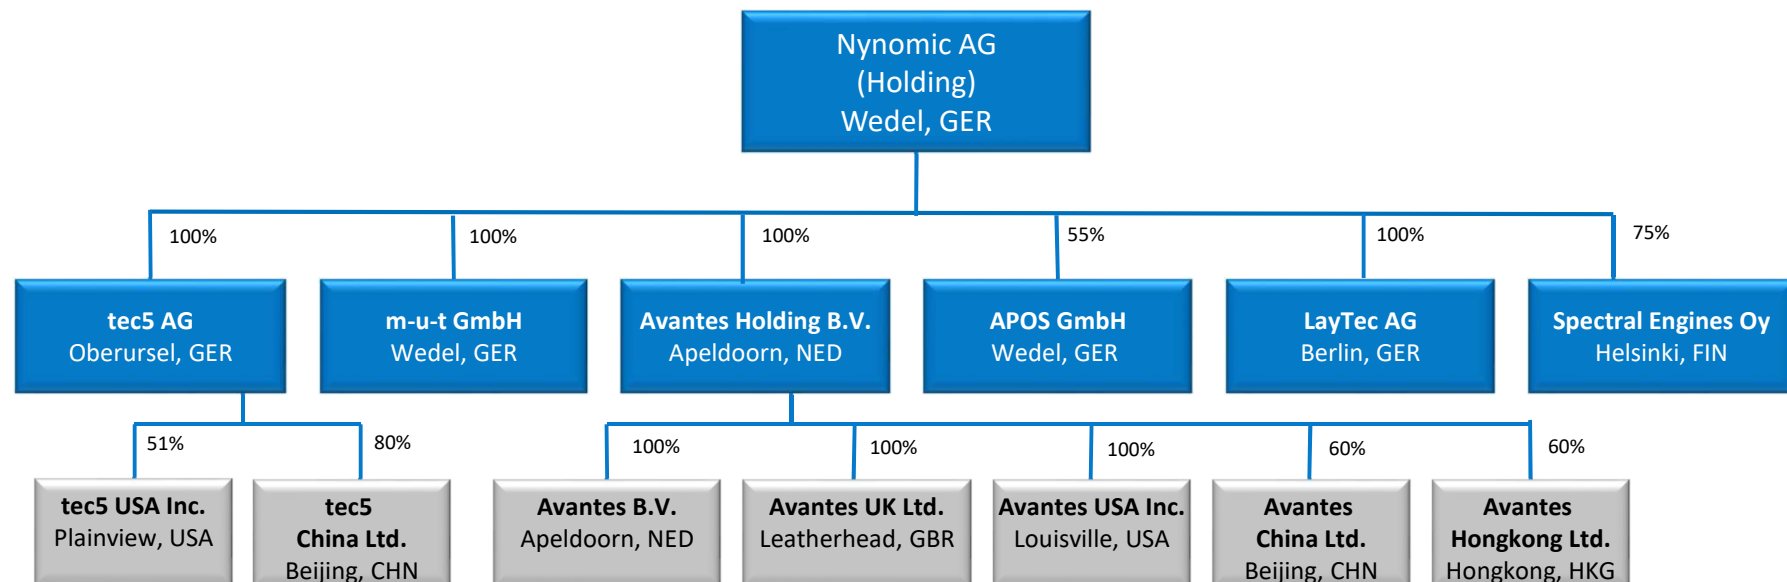 Nynomic AG
(Holding)
Wedel, GER
100%
100%
100%
55%
100%
75%
tec5 AG
Oberursel, GER
m-u-t GmbH
Wedel, GER
Avantes Holding B.V.
Apeldoorn, NED
APOS GmbH
Wedel, GER
LayTec AG
Berlin, GER
Spectral Engines Oy
Helsinki, FIN
51%
80%
100%
100%
100%
60%
60%
tec5 USA Inc.
Plainview, USA
tec5
China Ltd.
Beijing, CHN
Avantes B.V.
Apeldoorn, NED
Avantes UK Ltd.
Leatherhead, GBR
Avantes USA Inc.
Louisville, USA
Avantes
China Ltd.
Beijing, CHN
Avantes
Hongkong Ltd.
Hongkong, HKG